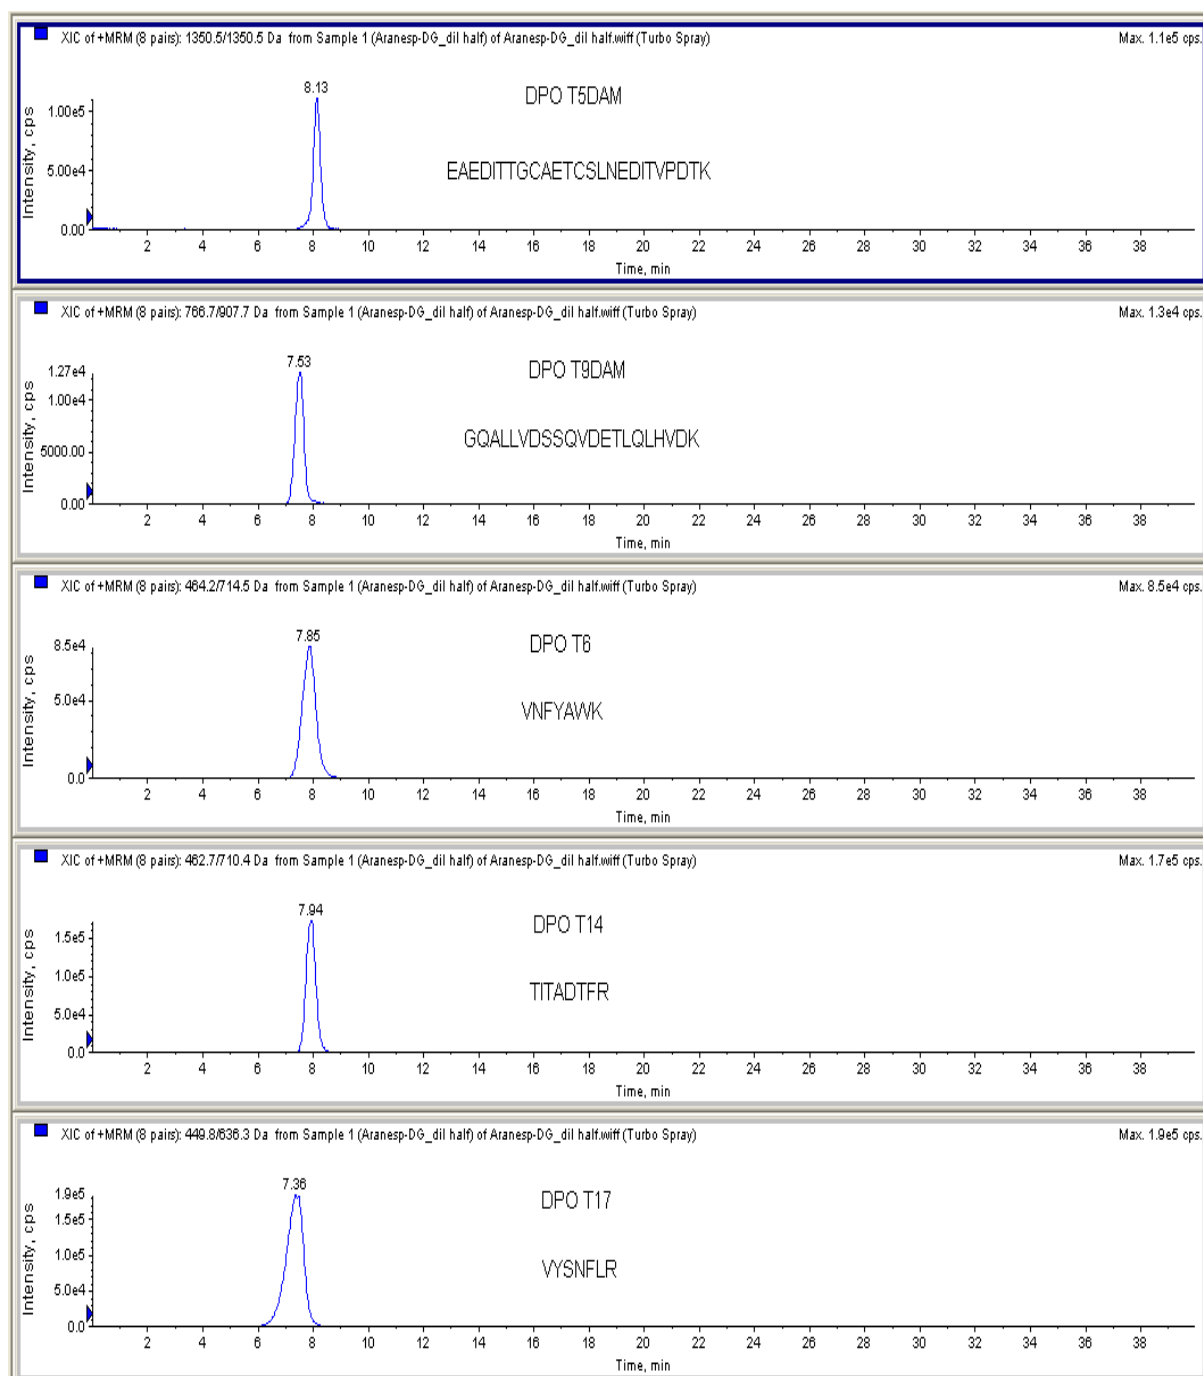 XIC of +MRM (8 pairs): 1350.5/1350.5 Da from Sample 1 (Aranesp-DG_dil half) of Aranesp-DG_dil half.wiff (Turbo Spray) Max. 1.1e5 cps.
8.13
DPO T5DAM
1.00e5
EAEDITTGCAETCSLNEDITVPDTK
5.00e4
0.00
Intensity, cps
2 4 6 8 10 12 14 16 18 20 22 24 26 28 30 32 34 36 38
Time, min
XIC of +MRM (8 pairs): 766.7/907.7 Da from Sample 1 (Aranesp-DG_dil half) of Aranesp-DG_dil half.wiff (Turbo Spray) Max. 1.3e4 cps.
7.53
DPO T9DAM
1.27e4
1.00e4
GQALLVDSSQVDETLQLHVDK
5000.00
0.00
Intensity, cps
2 4 6 8 10 12 14 16 18 20 22 24 26 28 30 32 34 36 38
Time, min
XIC of +MRM (8 pairs): 464.2/714.5 Da from Sample 1 (Aranesp-DG_dil half) of Aranesp-DG_dil half.wiff (Turbo Spray) Max. 8.5e4 cps.
7.85
DPO T6
8.5e4
5.0e4
VNFYAWK
0.0
Intensity, cps
2 4 6 8 10 12 14 16 18 20 22 24 26 28 30 32 34 36 38
Time, min
XIC of +MRM (8 pairs): 462.7/710.4 Da from Sample 1 (Aranesp-DG_dil half) of Aranesp-DG_dil half.wiff (Turbo Spray) Max. 1.7e5 cps.
7.94
DPO T14
1.5e5
1.0e5
TITADTFR
5.0e4
0.0
Intensity, cps
2 4 6 8 10 12 14 16 18 20 22 24 26 28 30 32 34 36 38
Time, min
XIC of +MRM (8 pairs): 449.8/636.3 Da from Sample 1 (Aranesp-DG_dil half) of Aranesp-DG_dil half.wiff (Turbo Spray) Max. 1.9e5 cps.
7.36
DPO T17
1.9e5
1.5e5
1.0e5
VYSNFLR
5.0e4
0.0
Intensity, cps
2 4 6 8 10 12 14 16 18 20 22 24 26 28 30 32 34 36 38
Time, min